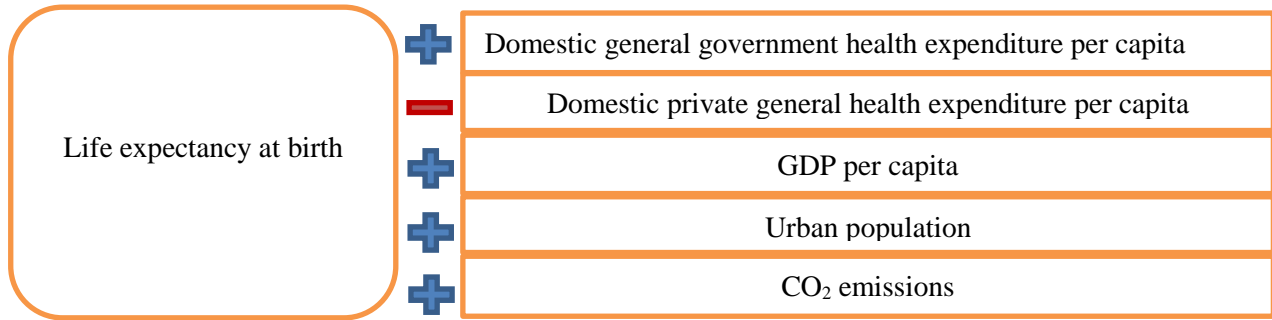 Domestic general government health expenditure per capita
Domestic private general health expenditure per capita
Life expectancy at birth
GDP per capita
Urban population
CO₂ emissions